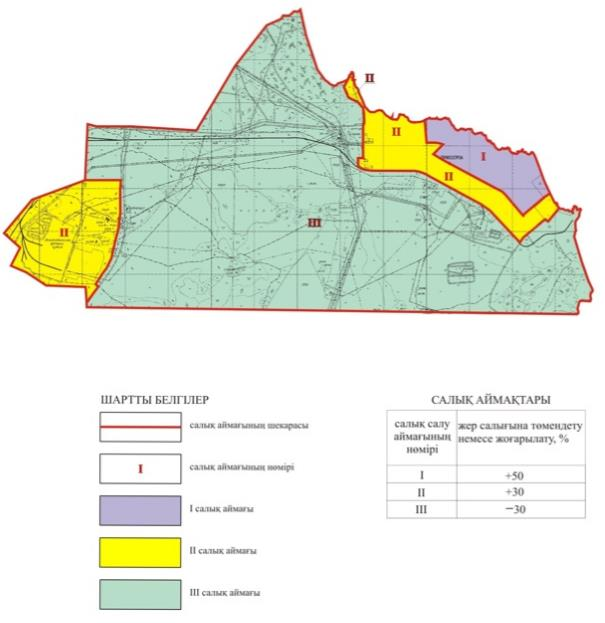 II
II
I
II
II
III
ШАРТТЫ БЕЛГІЛЕР
салық аймағының шекарасы
I
салық аймағының нөмірі
I салық аймағы
II салық аймағы
III салық аймағы
САЛЫҚ АЙМАҚТАРЫ
салық салу аймағының нөмірі
жер салығына төмендету немесе жоғарылату, %
I +50
II +30
III −30